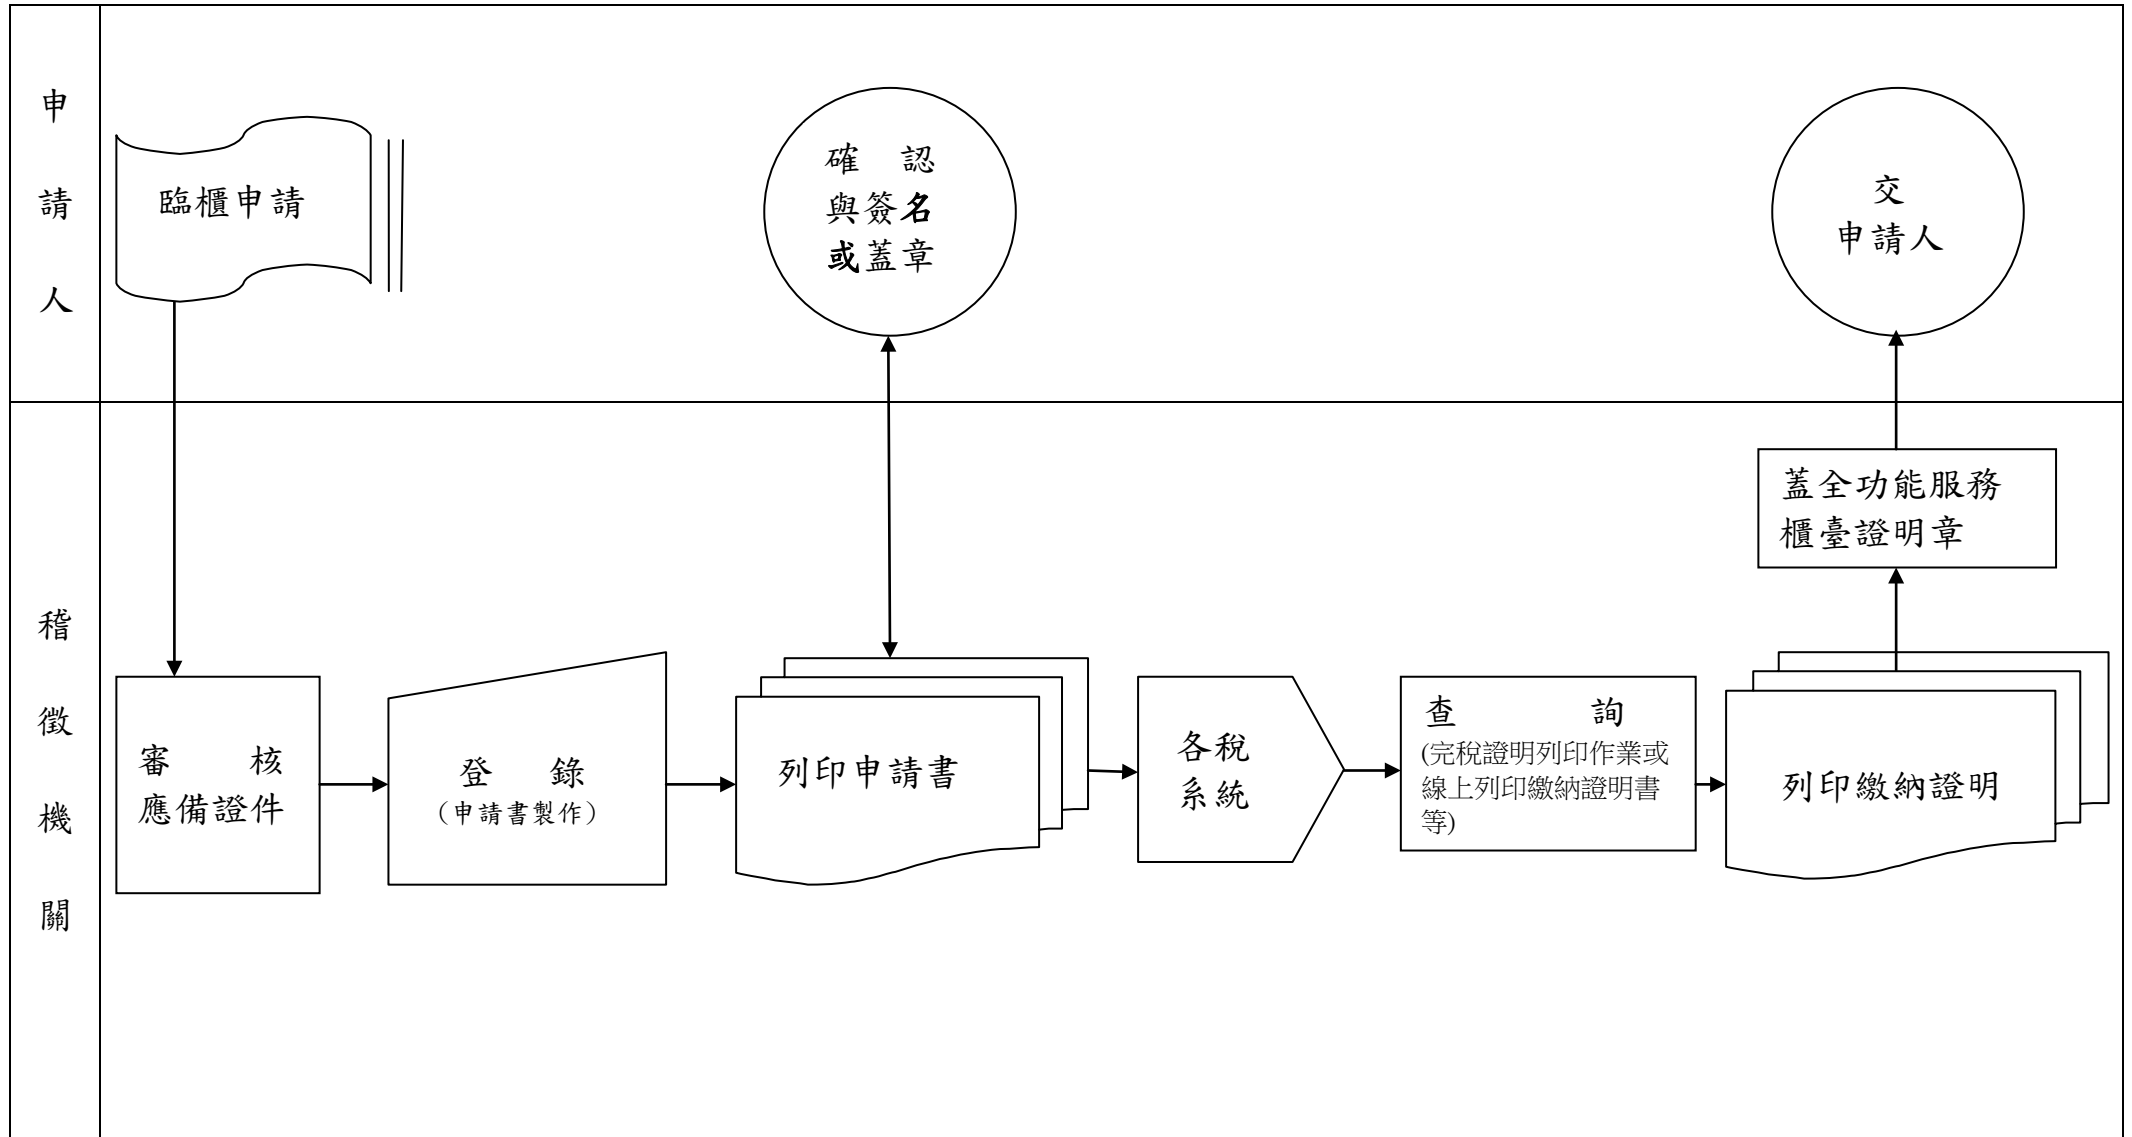 申請人
臨櫃申請
確　認
與簽名
或蓋章
交
申請人
稽徵機關
蓋全功能服務
櫃臺證明章
審　　核
應備證件
登　錄
（申請書製作）
列印申請書
各稅
系統
查　　　　詢
(完稅證明列印作業或
線上列印繳納證明書
等)
列印繳納證明